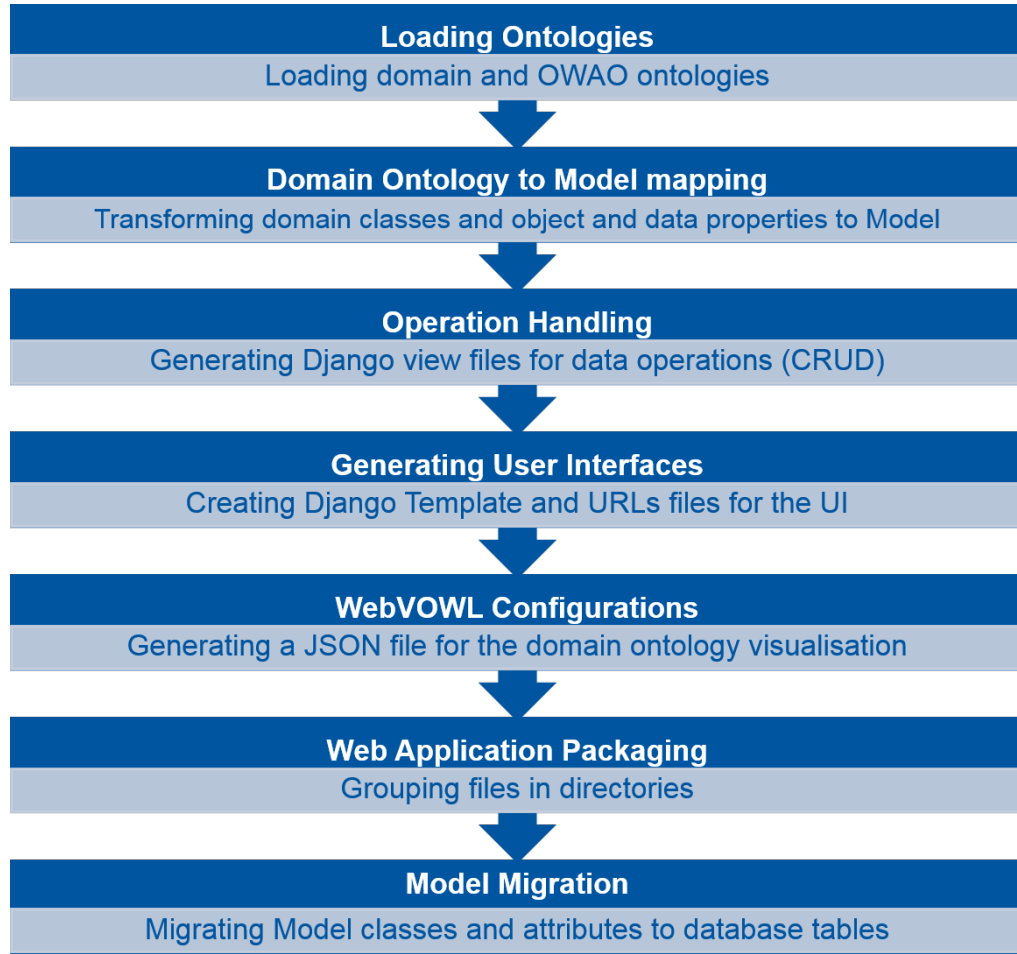 Loading Ontologies
Loading domain and OWAO ontologies
Domain Ontology to Model mapping
Transforming domain classes and object and data properties to Model
Operation Handling
Generating Django view files for data operations (CRUD)
Generating User Interfaces
Creating Django Template and URLs files for the UI
WebVOWL Configurations
Generating a JSON file for the domain ontology visualisation
Web Application Packaging
Grouping files in directories
Model Migration
Migrating Model classes and attributes to database tables